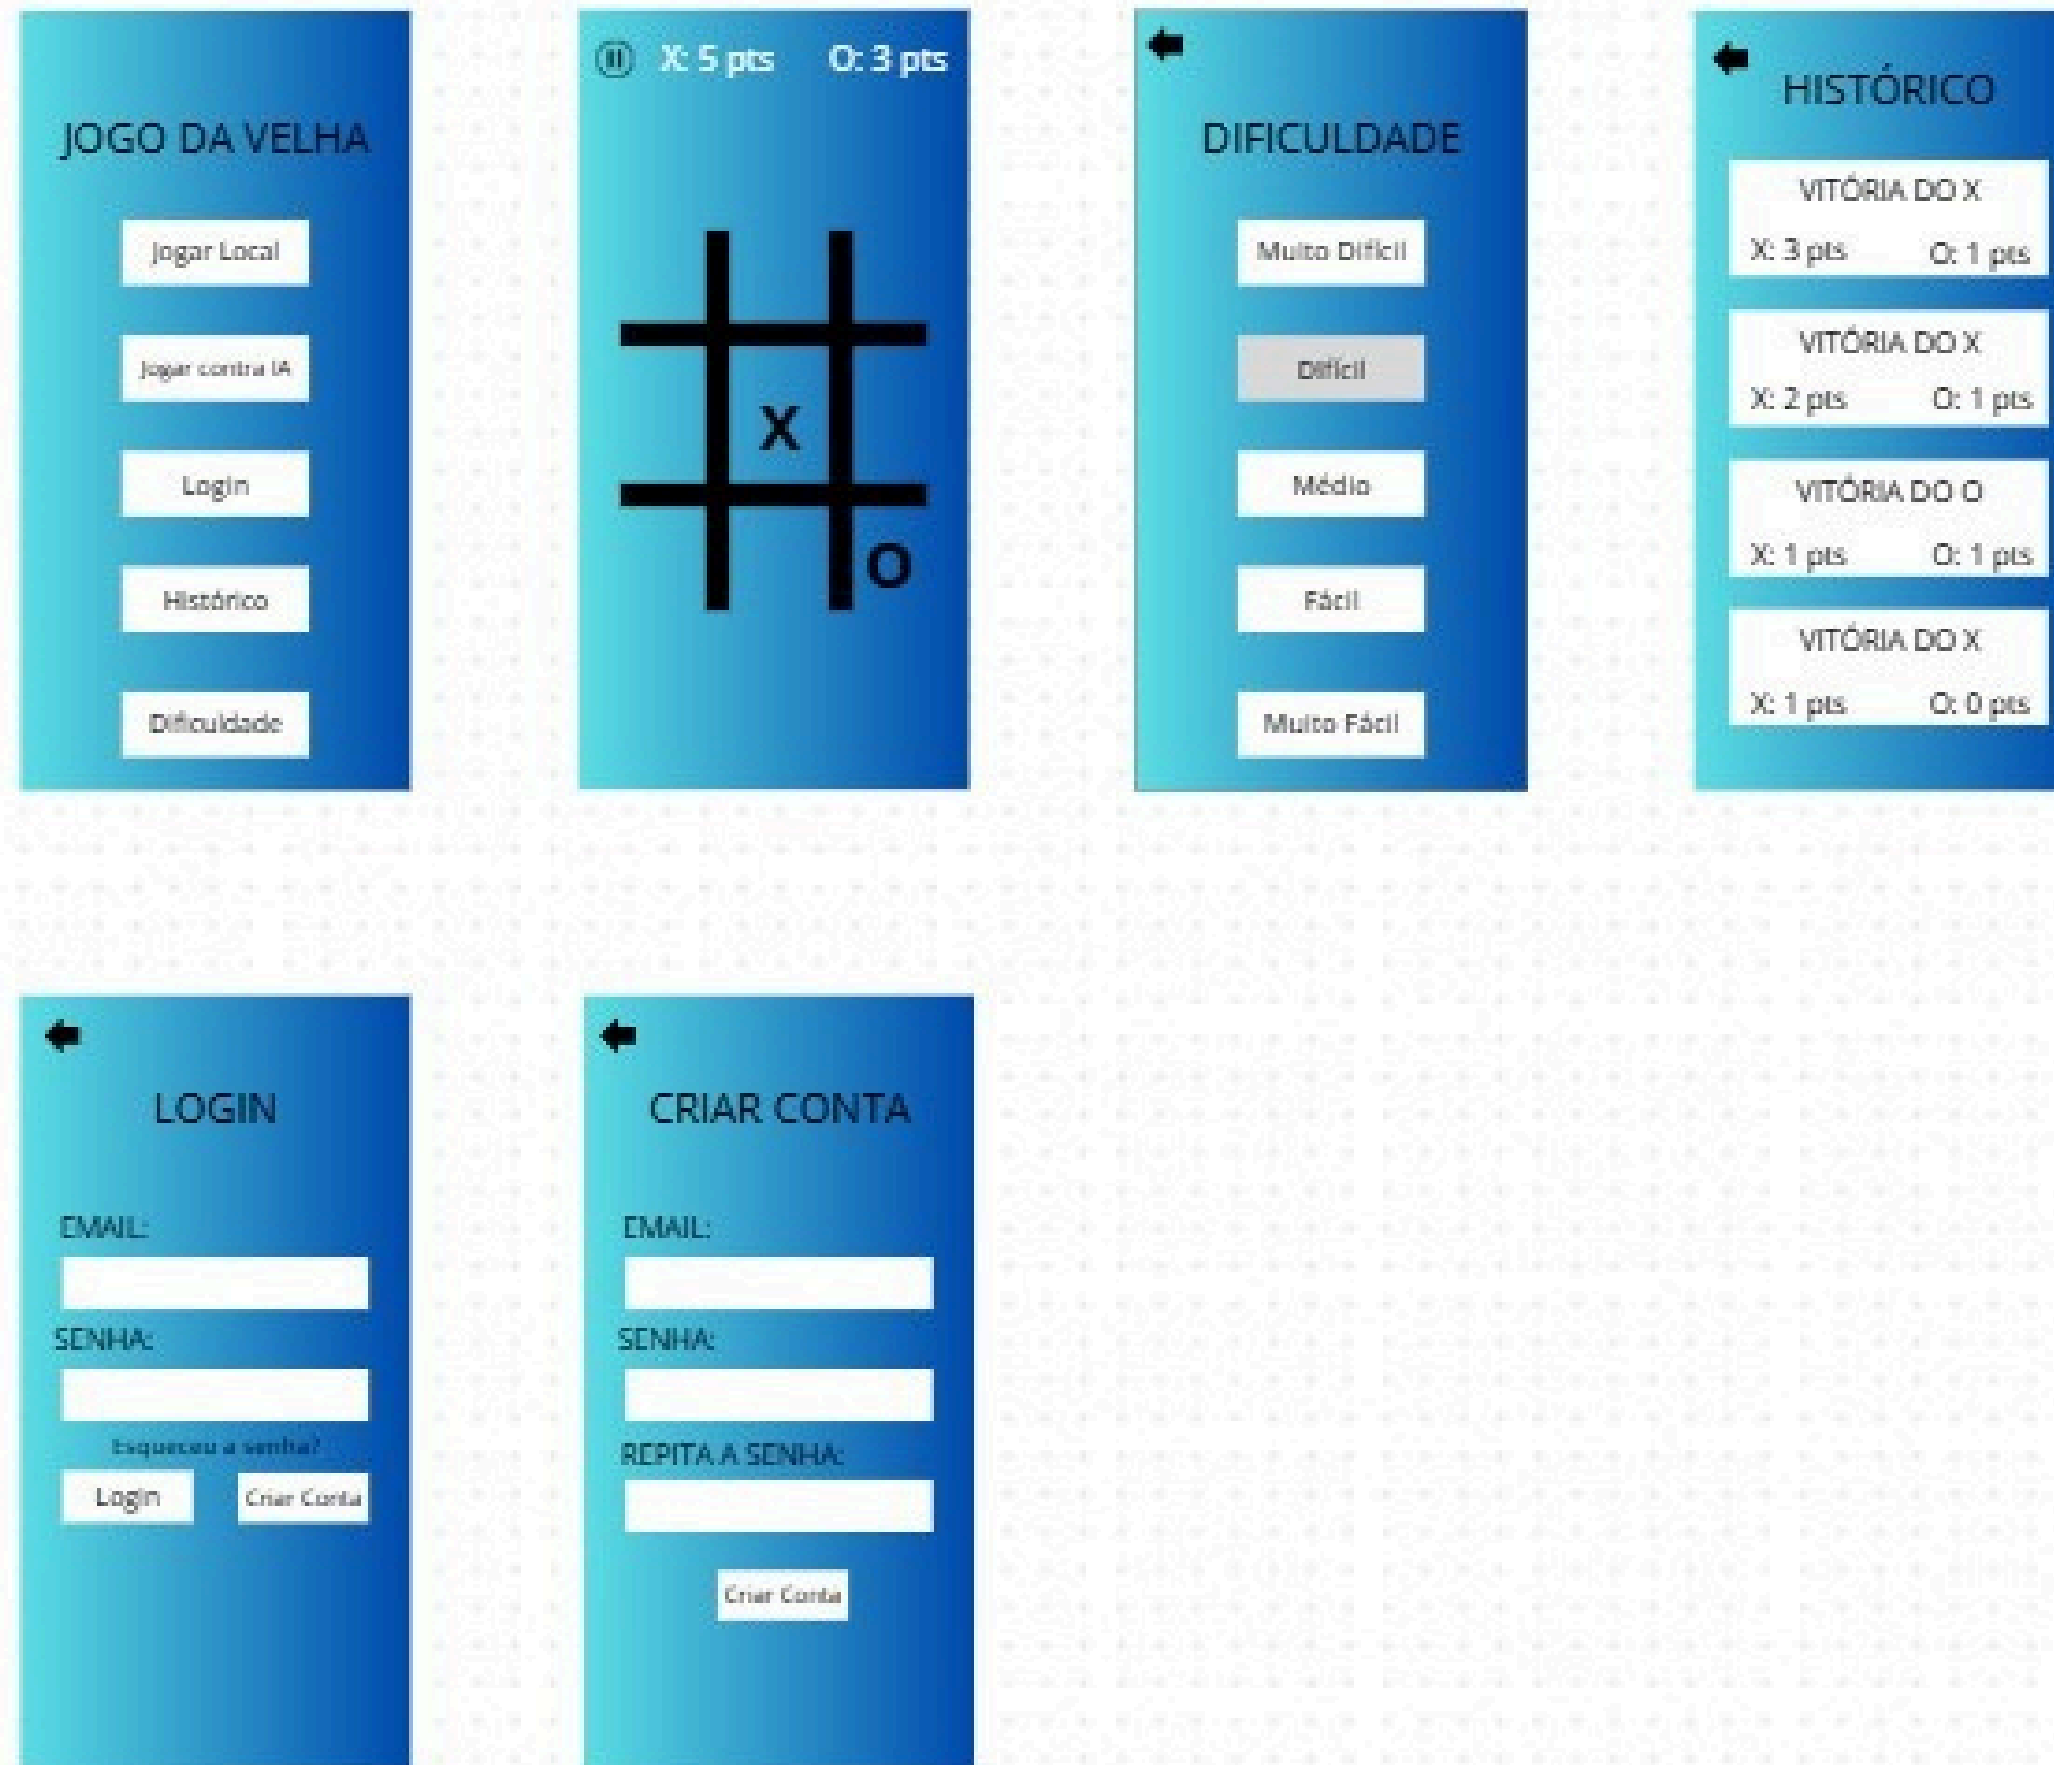 JOGO DA VELHA
Jogar Local
Jogar contra IA
Login
Histórico
Dificuldade
X: 5 pts O: 3 pts
X
O
DIFICULDADE
Muito Difícil
Difícil
Médio
Fácil
Muito Fácil
HISTÓRICO
VITÓRIA DO X
X: 3 pts O: 1 pts
VITÓRIA DO X
X: 2 pts O: 1 pts
VITÓRIA DO O
X: 1 pts O: 1 pts
VITÓRIA DO X
X: 1 pts O: 0 pts
LOGIN
EMAIL:
SENHA:
Esqueceu a senha?
Login Criar Conta
CRIAR CONTA
EMAIL:
SENHA:
REPITA A SENHA:
Criar Conta